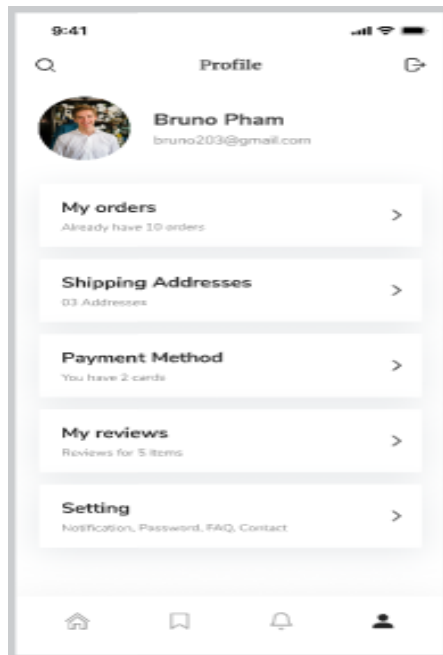 9:41
Profile
Bruno Pham
bruno203@gmail.com
My orders
Already have 10 orders
Shipping Addresses
03 Addresses
Payment Method
You have 2 cards
My reviews
Reviews for 5 items
Setting
Notification, Password, FAQ, Contact